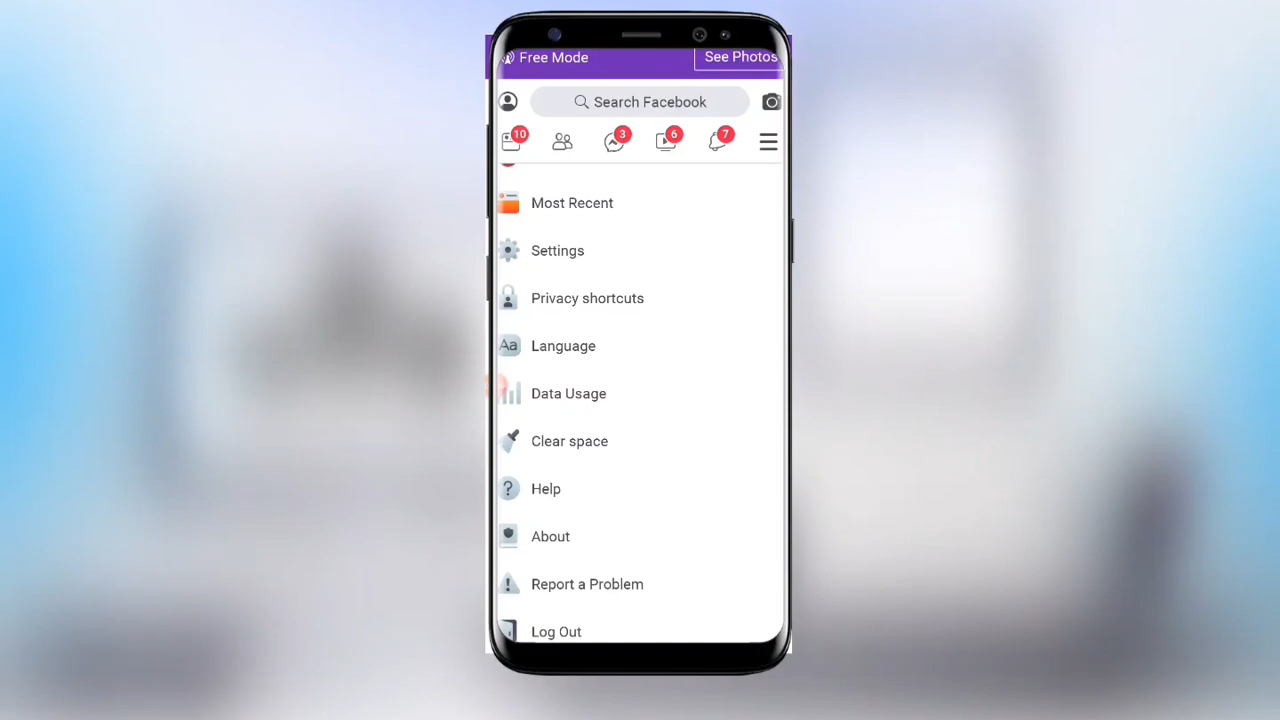 Free Mode
See Photos
Search Facebook
10
3
6
7
Most Recent
Settings
Privacy shortcuts
Aa
Language
Data Usage
Clear space
?
Help
About
!
Report a Problem
Log Out